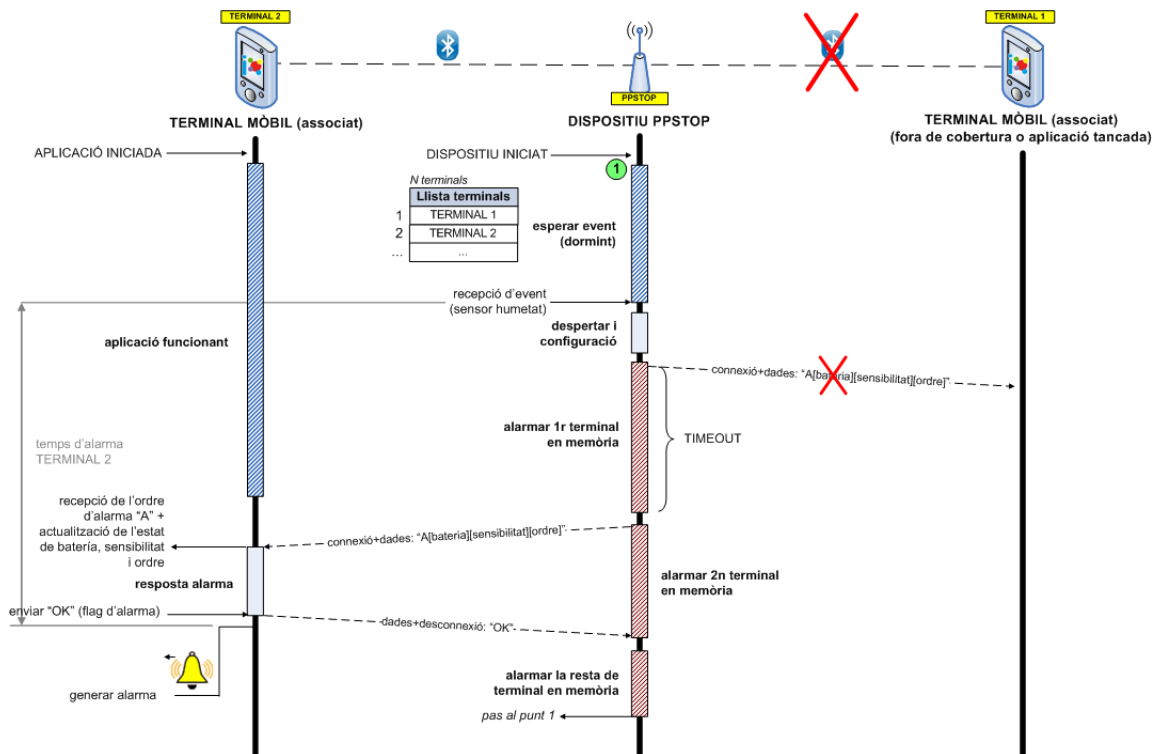 TERMINAL 2
TERMINAL 1
PPSTOP
TERMINAL MÒBIL (associat)
DISPOSITIU PPSTOP
TERMINAL MÒBIL (associat)
(fora de cobertura o aplicació tancada)
APLICACIÓ INICIADA
DISPOSITIU INICIAT
1
N terminals
Llista terminals
1 TERMINAL 1
2 TERMINAL 2
... ...
esperar event
(dormint)
recepció d’event
(sensor humetat)
despertar i
configuració
aplicació funcionant
connexió+dades: “A[bateria][sensibilitat][ordre]”
alarmar 1r terminal
en memòria
TIMEOUT
temps d’alarma
TERMINAL 2
recepció de l’ordre
d’alarma “A” +
actualització de l’estat
de batería, sensibilitat
i ordre
connexió+dades: “A[bateria][sensibilitat][ordre]”
resposta alarma
alarmar 2n terminal
en memòria
enviar “OK” (flag d’alarma)
dades+desconnexió: “OK”
generar alarma
alarmar la resta de
terminal en memòria
pas al punt 1